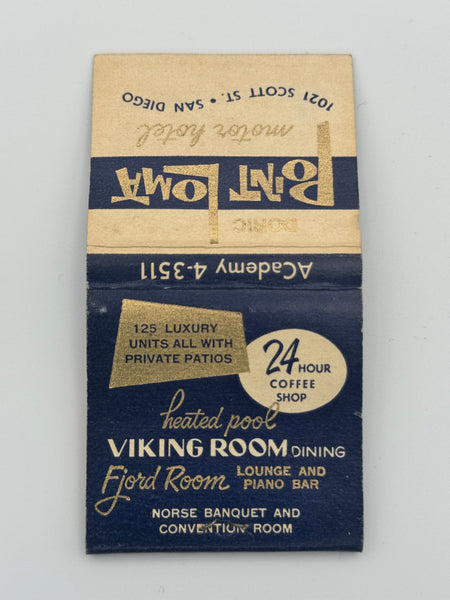 1021 SCOTT ST. • SAN DIEGO
motor hotel
POINT LOMA
DORIC
ACademy 4-3511
125 LUXURY
UNITS ALL WITH
PRIVATE PATIOS
24 HOUR
COFFEE
SHOP
heated pool
VIKING ROOM DINING
Fjord Room LOUNGE AND
PIANO BAR
NORSE BANQUET AND
CONVENTION ROOM